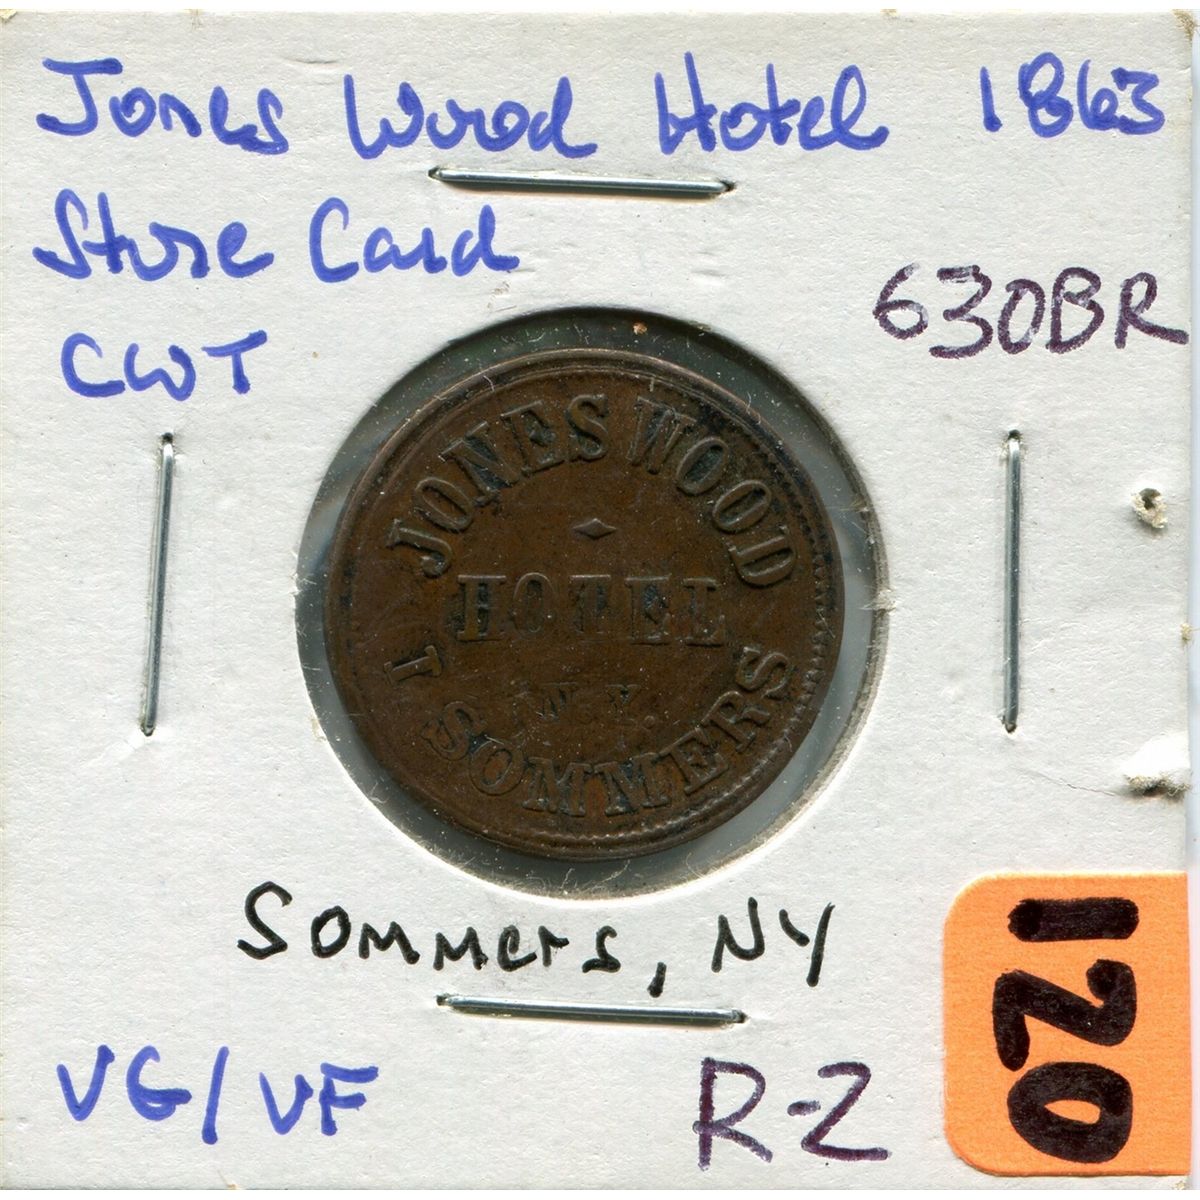 Jones Wood Hotel 1863
Store Card
CWT
630BR
JONES WOOD
HOTEL
N.Y.
I SOMMERS
Sommers, NY
VG/VF
R-2
120